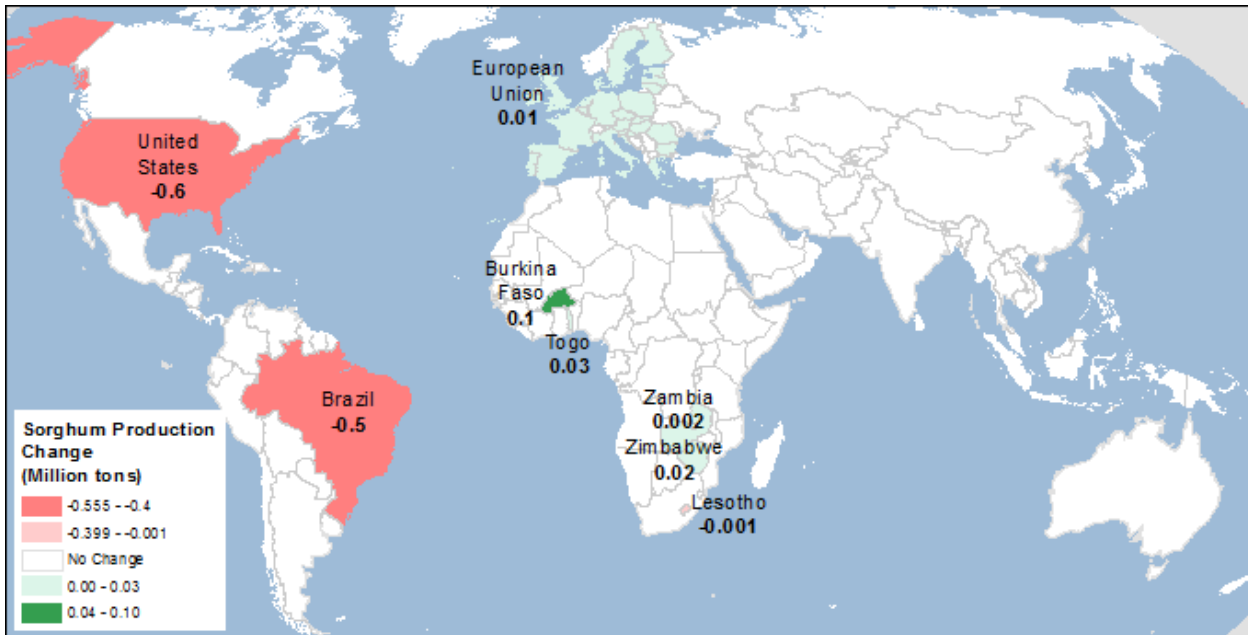 European
Union
0.01
United
States
-0.6
Burkina
Faso
0.1
Togo
0.03
Brazil
-0.5
Zambia
0.002
Zimbabwe
0.02
Lesotho
-0.001
Sorghum Production
Change
(Million tons)
-0.555 - -0.4
-0.399 - -0.001
No Change
0.00 - 0.03
0.04 - 0.10